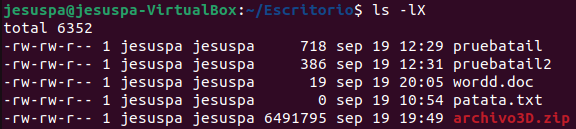 jesuspa@jesuspa-VirtualBox:~/Escritorio$ ls -lX
total 6352
-rw-rw-r-- 1 jesuspa jesuspa     718 sep 19 12:29 pruebatail
-rw-rw-r-- 1 jesuspa jesuspa     386 sep 19 12:31 pruebatail2
-rw-rw-r-- 1 jesuspa jesuspa      19 sep 19 20:05 wordd.doc
-rw-rw-r-- 1 jesuspa jesuspa       0 sep 19 10:54 patata.txt
-rw-rw-r-- 1 jesuspa jesuspa 6491795 sep 19 19:49 archivo3D.zip